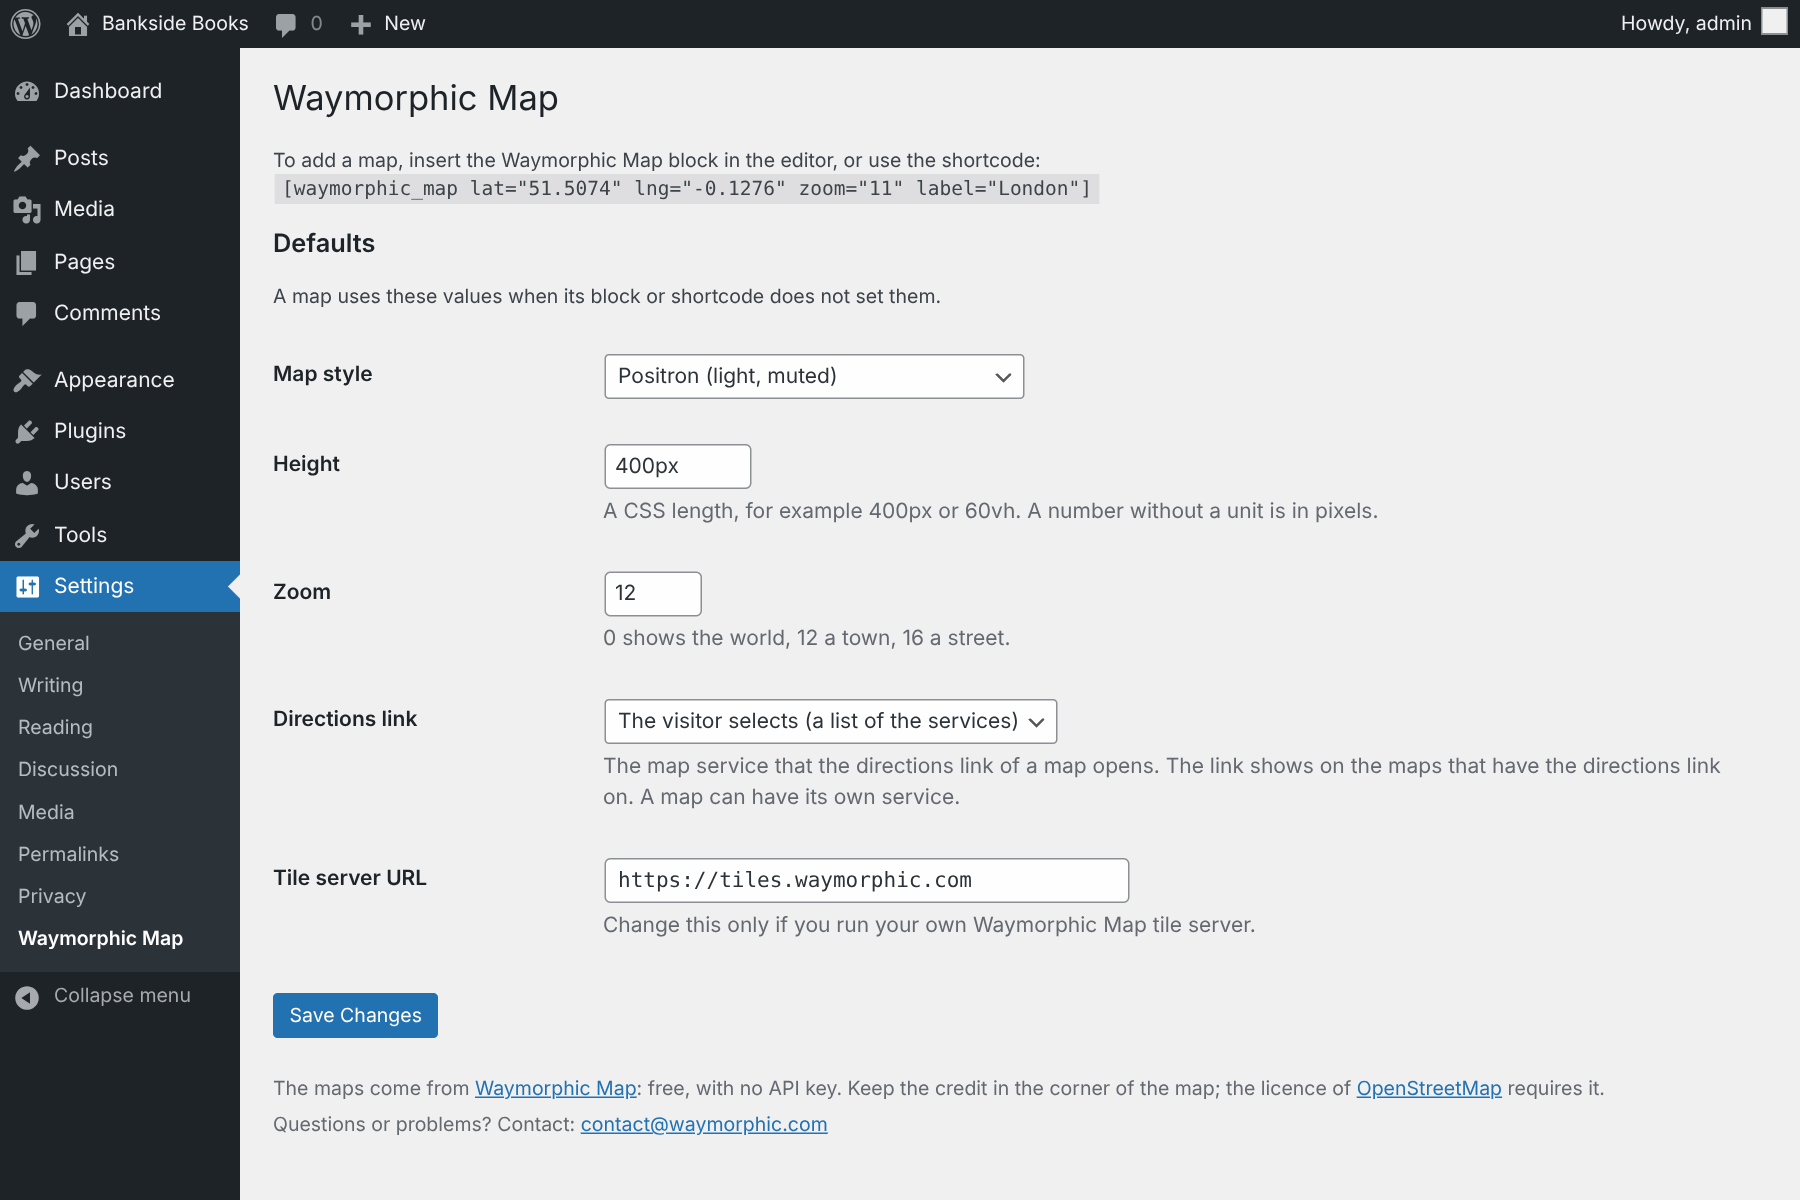 Bankside Books
0
New
Howdy, admin
Dashboard
Posts
Media
Pages
Comments
Appearance
Plugins
Users
Tools
Settings
General
Writing
Reading
Discussion
Media
Permalinks
Privacy
Waymorphic Map
Collapse menu
Waymorphic Map
To add a map, insert the Waymorphic Map block in the editor, or use the shortcode:
[waymorphic_map lat="51.5074" lng="-0.1276" zoom="11" label="London"]
Defaults
A map uses these values when its block or shortcode does not set them.
Map style
Positron (light, muted)
Height
400px
A CSS length, for example 400px or 60vh. A number without a unit is in pixels.
Zoom
12
0 shows the world, 12 a town, 16 a street.
Directions link
The visitor selects (a list of the services)
The map service that the directions link of a map opens. The link shows on the maps that have the directions link
on. A map can have its own service.
Tile server URL
https://tiles.waymorphic.com
Change this only if you run your own Waymorphic Map tile server.
Save Changes
The maps come from Waymorphic Map: free, with no API key. Keep the credit in the corner of the map; the licence of OpenStreetMap requires it.
Questions or problems? Contact: contact@waymorphic.com